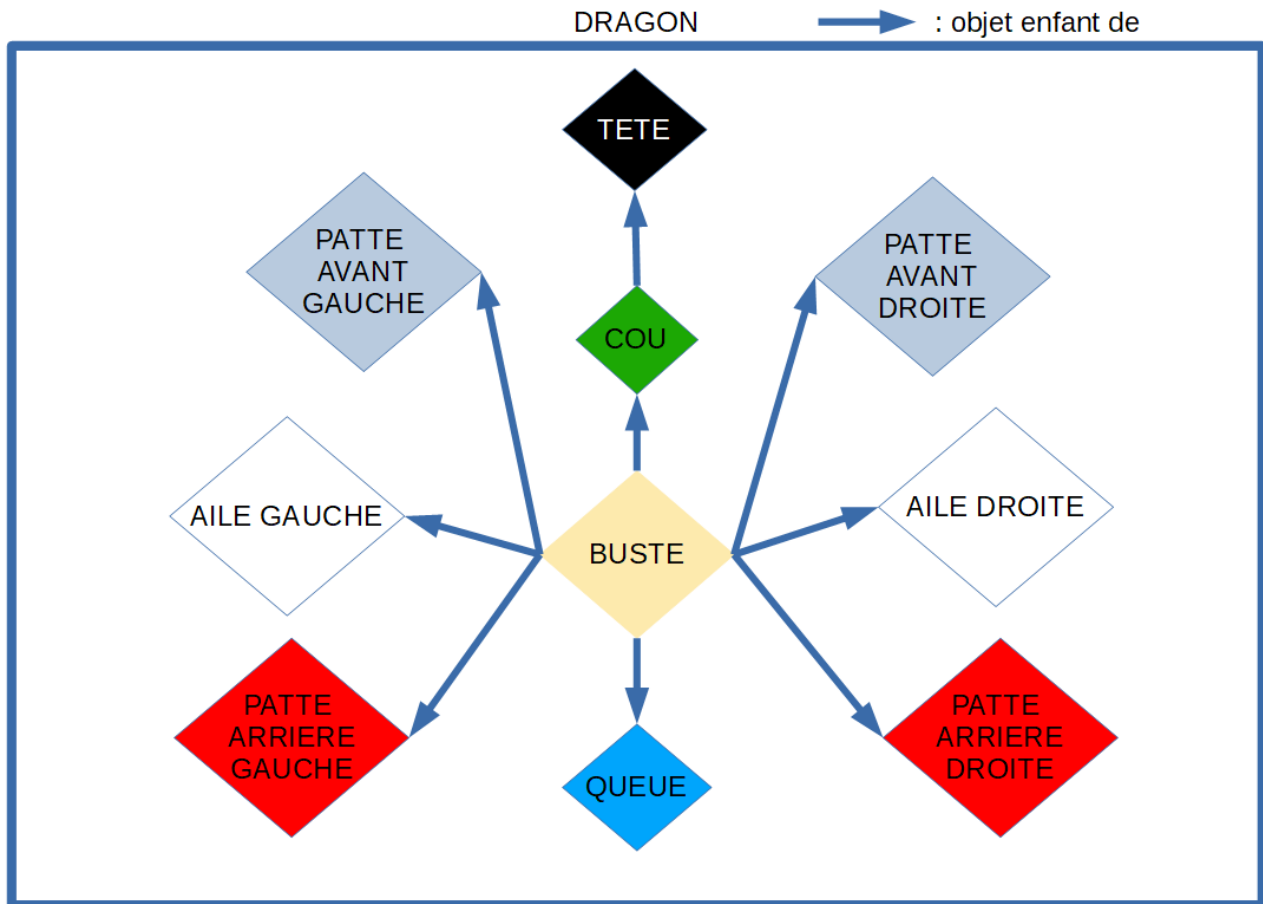 DRAGON
: objet enfant de
TETE
PATTE
AVANT
GAUCHE
PATTE
AVANT
DROITE
COU
AILE GAUCHE
AILE DROITE
BUSTE
PATTE
ARRIERE
GAUCHE
PATTE
ARRIERE
DROITE
QUEUE